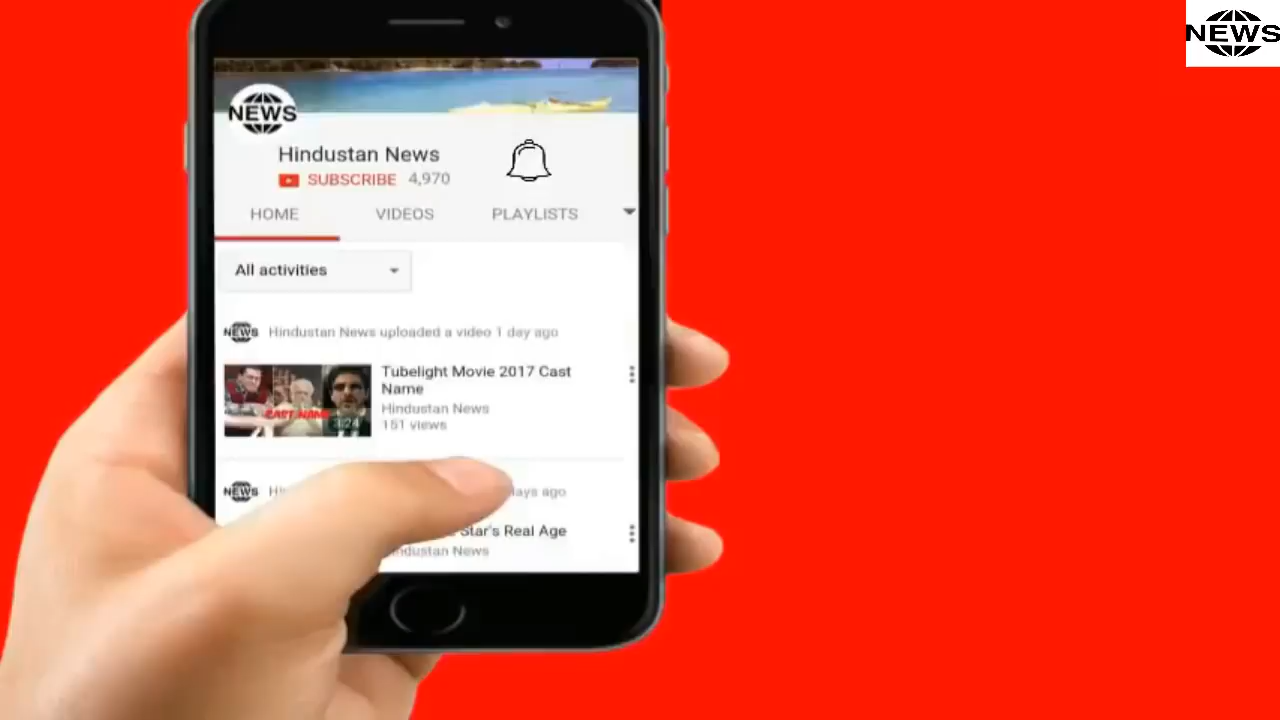 NEWS
NEWS
Hindustan News
SUBSCRIBE 4,970
HOME VIDEOS PLAYLISTS
All activities
NEWS Hindustan News uploaded a video 1 day ago
Tubelight Movie 2017 Cast
Name
Hindustan News
151 views
CAST NAME
3:24
NEWS ago
Star's Real Age
News